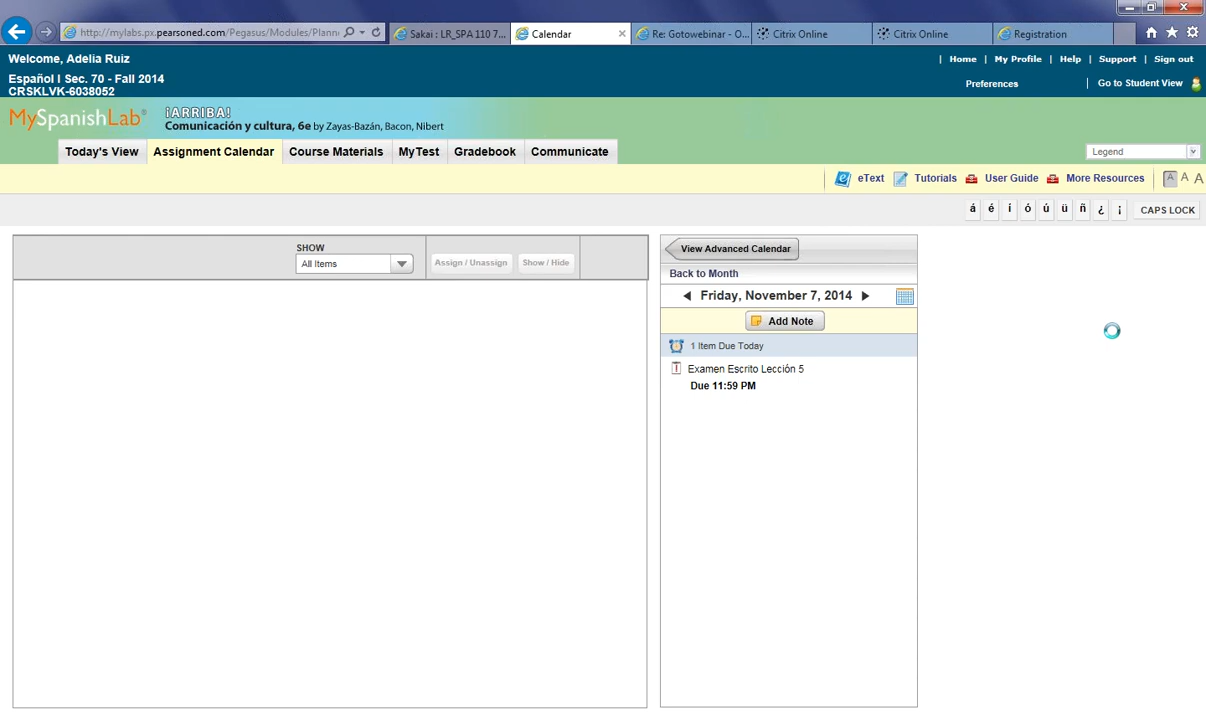 http://mylabs.px.pearsoned.com/Pegasus/Modules/Plann
Sakai : LR_SPA 110 7...
Calendar
Re: Gotowebinar - O...
Citrix Online
Citrix Online
Registration
Welcome, Adelia Ruiz
| Home | My Profile | Help | Support | Sign out
Español I Sec. 70 - Fall 2014
CRSKLVK-6038052
Preferences | Go to Student View
MySpanishLab®
¡ARRIBA!
Comunicación y cultura, 6e by Zayas-Bazán, Bacon, Nibert
Today's View Assignment Calendar Course Materials MyTest Gradebook Communicate
Legend
eText Tutorials User Guide More Resources A A A
á é í ó ú ü ñ ¿ ¡ CAPS LOCK
SHOW
All Items
Assign / Unassign Show / Hide
View Advanced Calendar
Back to Month
Friday, November 7, 2014
Add Note
1 Item Due Today
Examen Escrito Lección 5
Due 11:59 PM